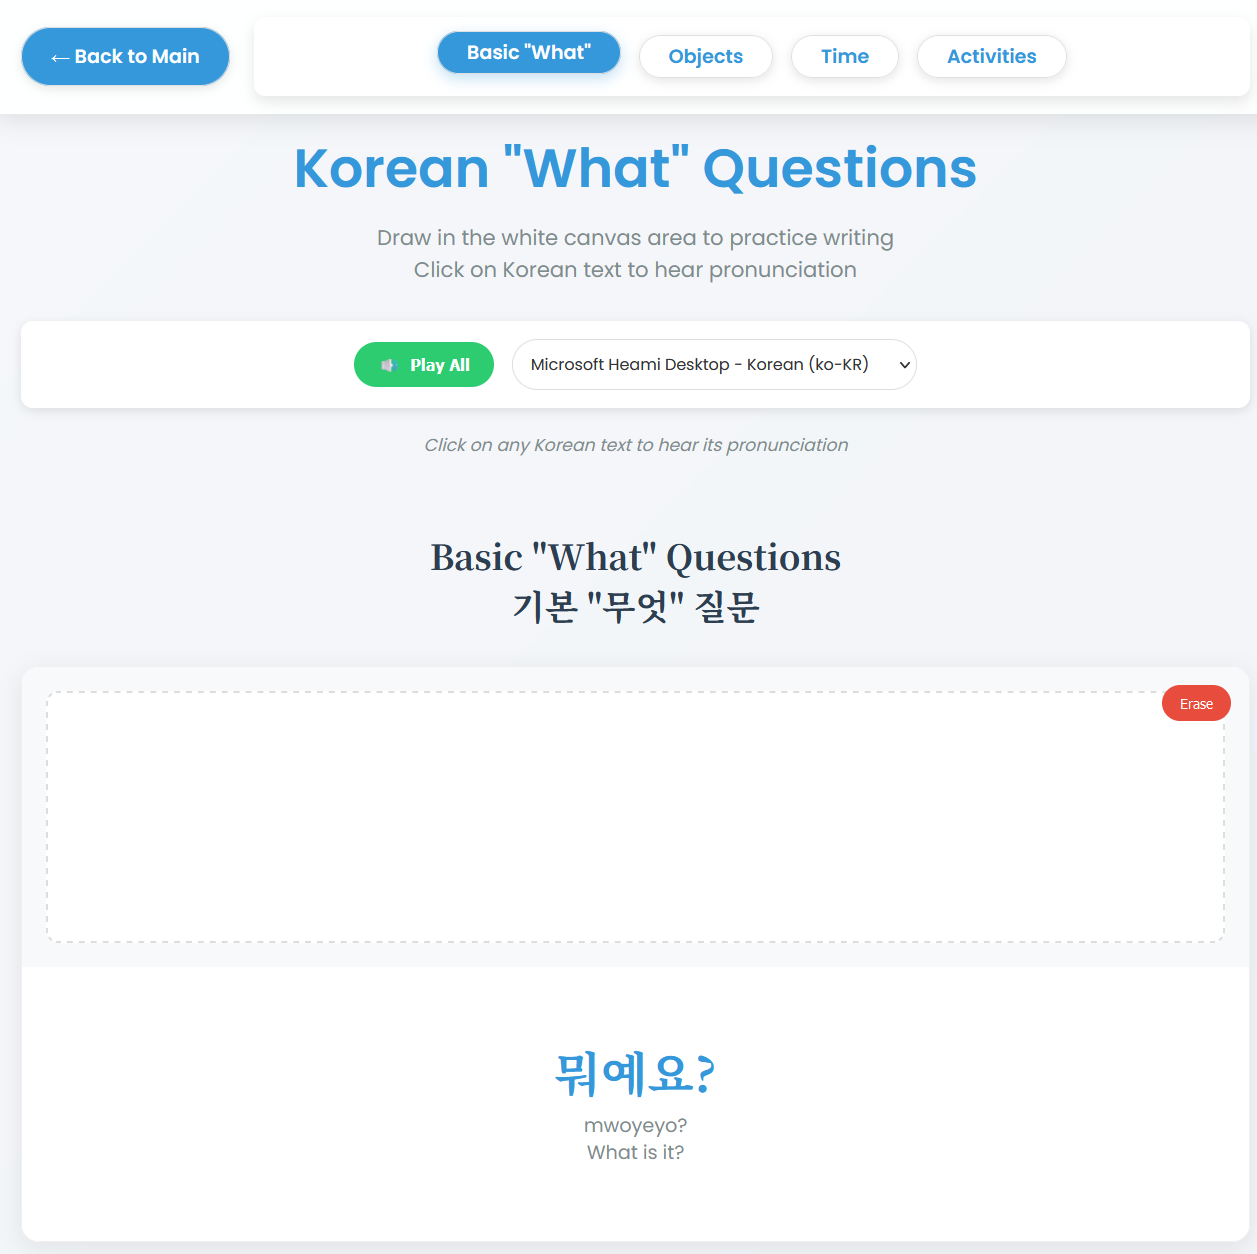 ← Back to Main
Basic "What"
Objects
Time
Activities
Korean "What" Questions
Draw in the white canvas area to practice writing
Click on Korean text to hear pronunciation
Play All
Microsoft Heami Desktop - Korean (ko-KR)
Click on any Korean text to hear its pronunciation
Basic "What" Questions
기본 "무엇" 질문
Erase
뭐예요?
mwoyeyo?
What is it?